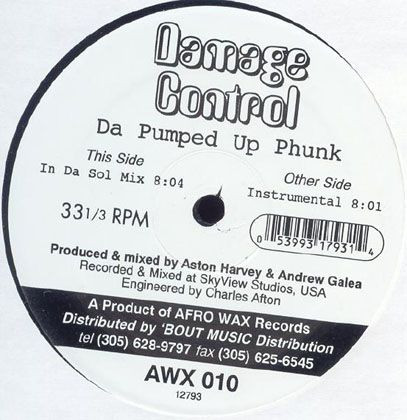 Damage
Control
Da Pumped Up Phunk
This Side
In Da Sol Mix 8:04
Other Side
Instrumental 8:01
33 1/3 RPM
0 53993 17931 4
Produced & mixed by Aston Harvey & Andrew Galea
Recorded & Mixed at SkyView Studios, USA
Engineered by Charles Afton
A Product of AFRO WAX Records
Distributed by 'BOUT MUSIC Distribution
tel (305) 628-9797 fax (305) 625-6545
AWX 010
12793